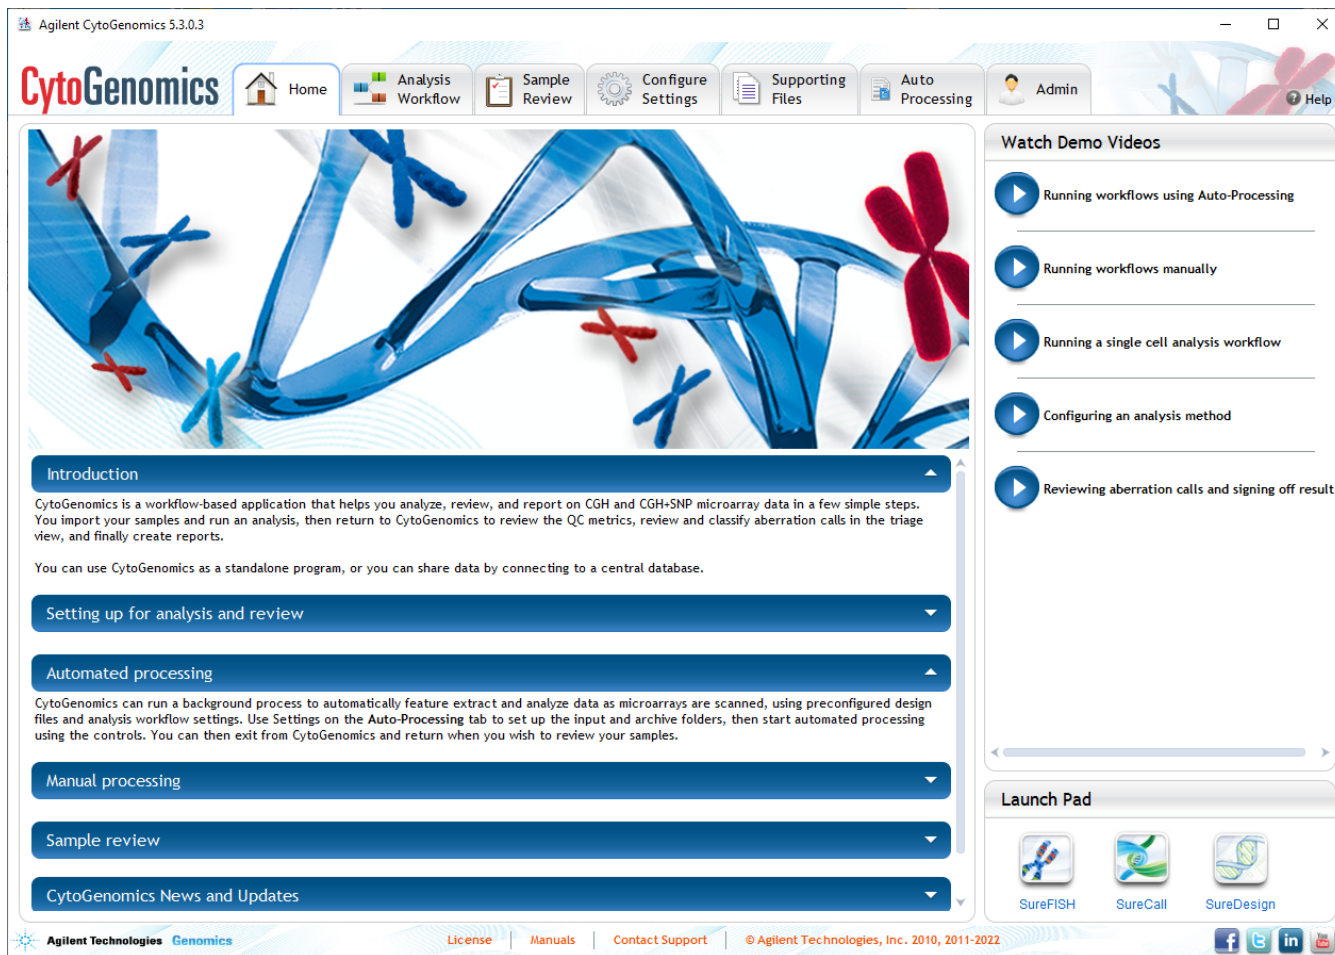 Agilent CytoGenomics 5.3.0.3
CytoGenomics
Home
Analysis
Workflow
Sample
Review
Configure
Settings
Supporting
Files
Auto
Processing
Admin
Help
Watch Demo Videos
Running workflows using Auto-Processing
Running workflows manually
Running a single cell analysis workflow
Configuring an analysis method
Reviewing aberration calls and signing off result
Introduction
CytoGenomics is a workflow-based application that helps you analyze, review, and report on CGH and CGH+SNP microarray data in a few simple steps.
You import your samples and run an analysis, then return to CytoGenomics to review the QC metrics, review and classify aberration calls in the triage
view, and finally create reports.
You can use CytoGenomics as a standalone program, or you can share data by connecting to a central database.
Setting up for analysis and review
Automated processing
CytoGenomics can run a background process to automatically feature extract and analyze data as microarrays are scanned, using preconfigured design
files and analysis workflow settings. Use Settings on the Auto-Processing tab to set up the input and archive folders, then start automated processing
using the controls. You can then exit from CytoGenomics and return when you wish to review your samples.
Manual processing
Sample review
CytoGenomics News and Updates
Launch Pad
SureFISH
SureCall
SureDesign
Agilent Technologies Genomics
License
Manuals
Contact Support
© Agilent Technologies, Inc. 2010, 2011-2022
You
Tube